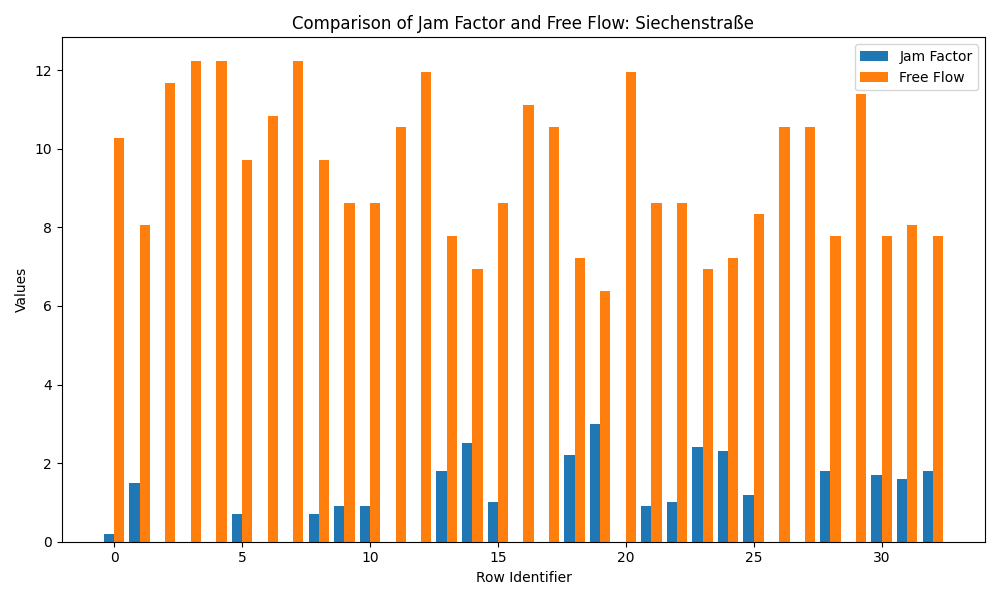 Comparison of Jam Factor and Free Flow: Siechenstraße
Jam Factor
Free Flow
Values
12
10
8
6
4
2
0
0 5 10 15 20 25 30
Row Identifier